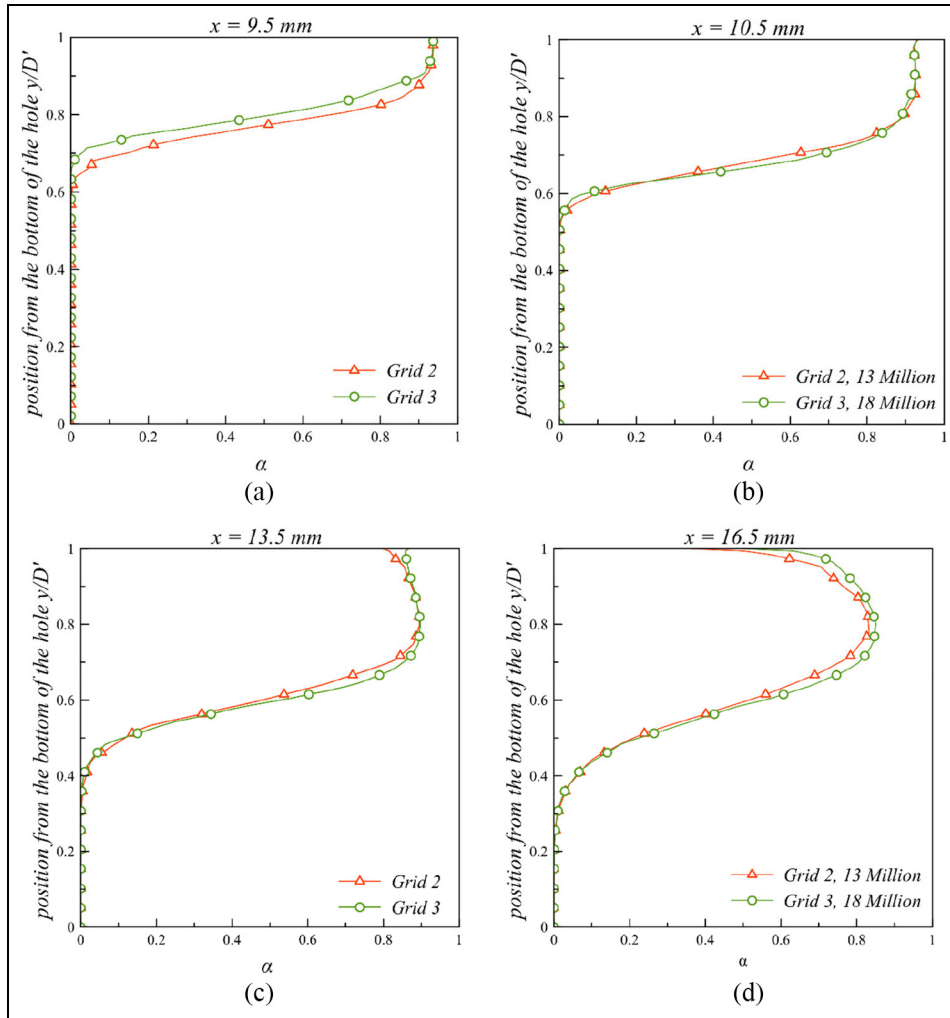 x = 9.5 mm
position from the bottom of the hole y/D'
1
0.8
0.6
0.4
0.2
0
Grid 2
Grid 3
0
0.2
0.4
0.6
0.8
1
α
(a)
x = 10.5 mm
position from the bottom of the hole y/D'
1
0.8
0.6
0.4
0.2
0
Grid 2, 13 Million
Grid 3, 18 Million
0
0.2
0.4
0.6
0.8
1
α
(b)
x = 13.5 mm
position from the bottom of the hole y/D'
1
0.8
0.6
0.4
0.2
0
Grid 2
Grid 3
0
0.2
0.4
0.6
0.8
1
α
(c)
x = 16.5 mm
position from the bottom of the hole y/D'
1
0.8
0.6
0.4
0.2
0
Grid 2, 13 Million
Grid 3, 18 Million
0
0.2
0.4
0.6
0.8
1
α
(d)